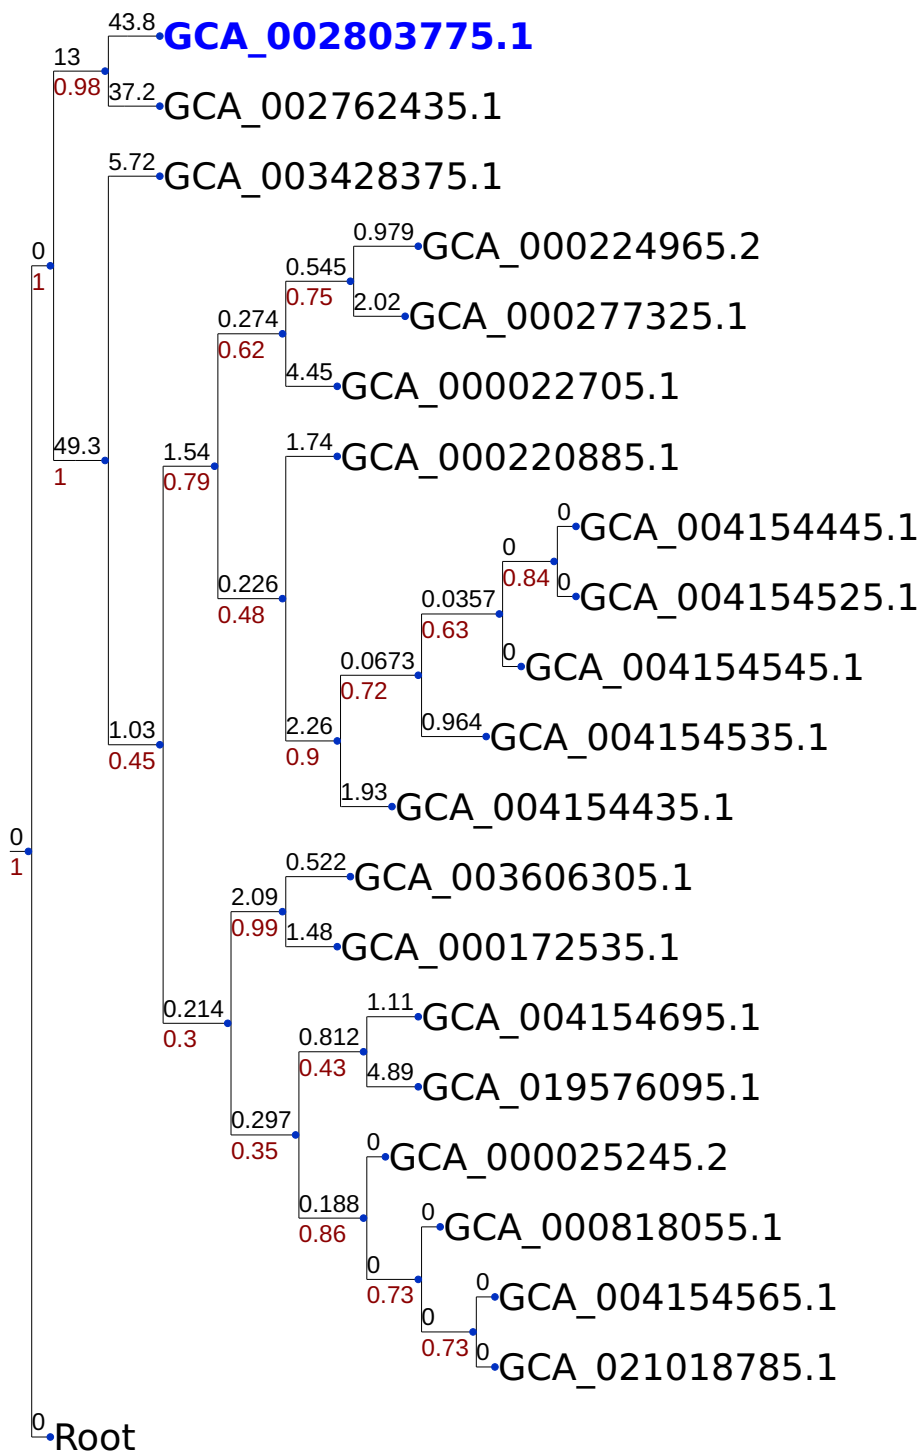 43.8
GCA_002803775.1
13
0.98
37.2
GCA_002762435.1
5.72
GCA_003428375.1
0.979
GCA_000224965.2
0
1
0.545
0.75
2.02
GCA_000277325.1
0.274
0.62
4.45
GCA_000022705.1
49.3
1
1.54
0.79
1.74
GCA_000220885.1
0
GCA_004154445.1
0
0.84
0
GCA_004154525.1
0.226
0.48
0.0357
0.63
0
GCA_004154545.1
0.0673
0.72
0.964
GCA_004154535.1
1.03
0.45
2.26
0.9
1.93
GCA_004154435.1
0
1
0.522
GCA_003606305.1
2.09
0.99
1.48
GCA_000172535.1
0.214
0.3
1.11
GCA_004154695.1
0.812
0.43
4.89
GCA_019576095.1
0.297
0.35
0
GCA_000025245.2
0.188
0.86
0
GCA_000818055.1
0
0.73
0
GCA_004154565.1
0
0.73
0
GCA_021018785.1
0
Root